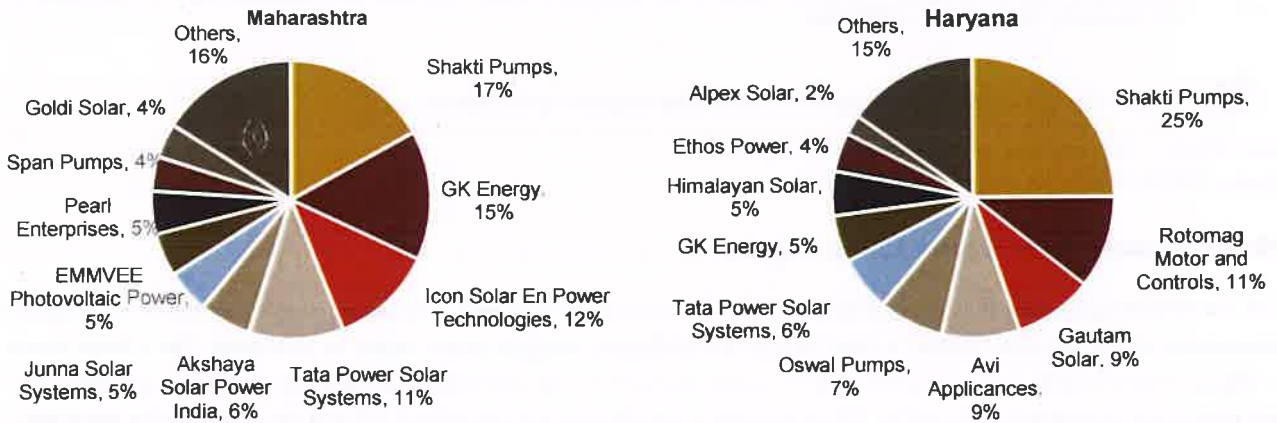 Maharashtra
Others,
16%
Shakti Pumps,
17%
Goldi Solar, 4%
Span Pumps, 4%
GK Energy,
15%
Pearl
Enterprises, 5%
EMMVEE
Photovoltaic Power,
5%
Icon Solar En Power
Technologies, 12%
Junna Solar
Systems, 5%
Akshaya
Solar Power
India, 6%
Tata Power Solar
Systems, 11%
Haryana
Others,
15%
Alpex Solar, 2%
Shakti Pumps,
25%
Ethos Power, 4%
Himalayan Solar,
5%
GK Energy, 5%
Rotomag
Motor and
Controls, 11%
Tata Power Solar
Systems, 6%
Gautam
Solar, 9%
Oswal Pumps,
7%
Avi
Applicances,
9%